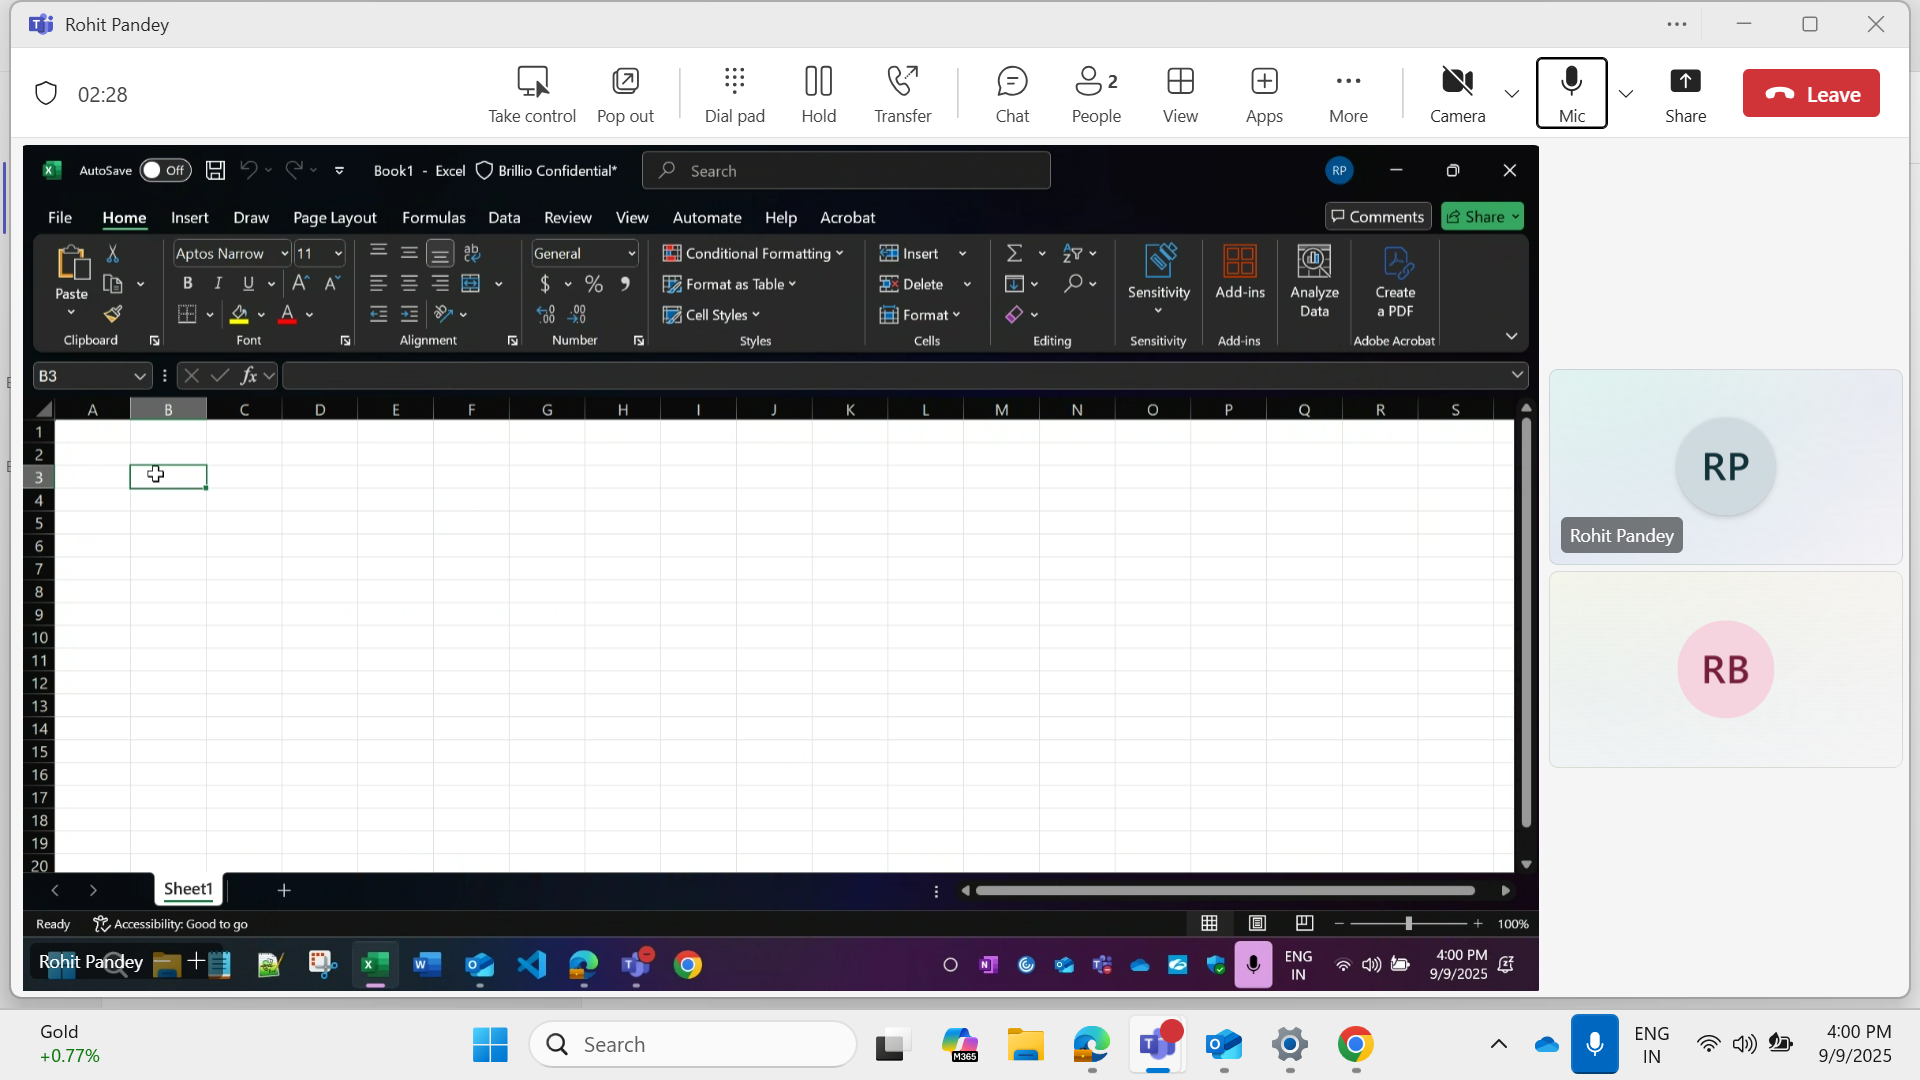 Rohit Pandey
02:28
Take control
Pop out
Dial pad
Hold
Transfer
Chat
2
People
View
Apps
More
Camera
Mic
Share
Leave
AutoSave Off
Book1 - Excel
Brillio Confidential*
Search
RP
File Home Insert Draw Page Layout Formulas Data Review View Automate Help Acrobat
Comments Share
Paste
Clipboard
Aptos Narrow 11
B I U
Font
ab
Alignment
General
$ % ,
Number
Conditional Formatting
Format as Table
Cell Styles
Styles
Insert
Delete
Format
Cells
Editing
Sensitivity
Sensitivity
Add-ins
Add-ins
Analyze
Data
Create
a PDF
Adobe Acrobat
B3
fx
A B C D E F G H I J K L M N O P Q R S
1
2
3
4
5
6
7
8
9
10
11
12
13
14
15
16
17
18
19
20
Sheet1
Ready
Accessibility: Good to go
100%
Rohit Pandey
ENG
IN
4:00 PM
9/9/2025
RP
Rohit Pandey
RB
Gold
+0.77%
Search
M365
ENG
IN
4:00 PM
9/9/2025